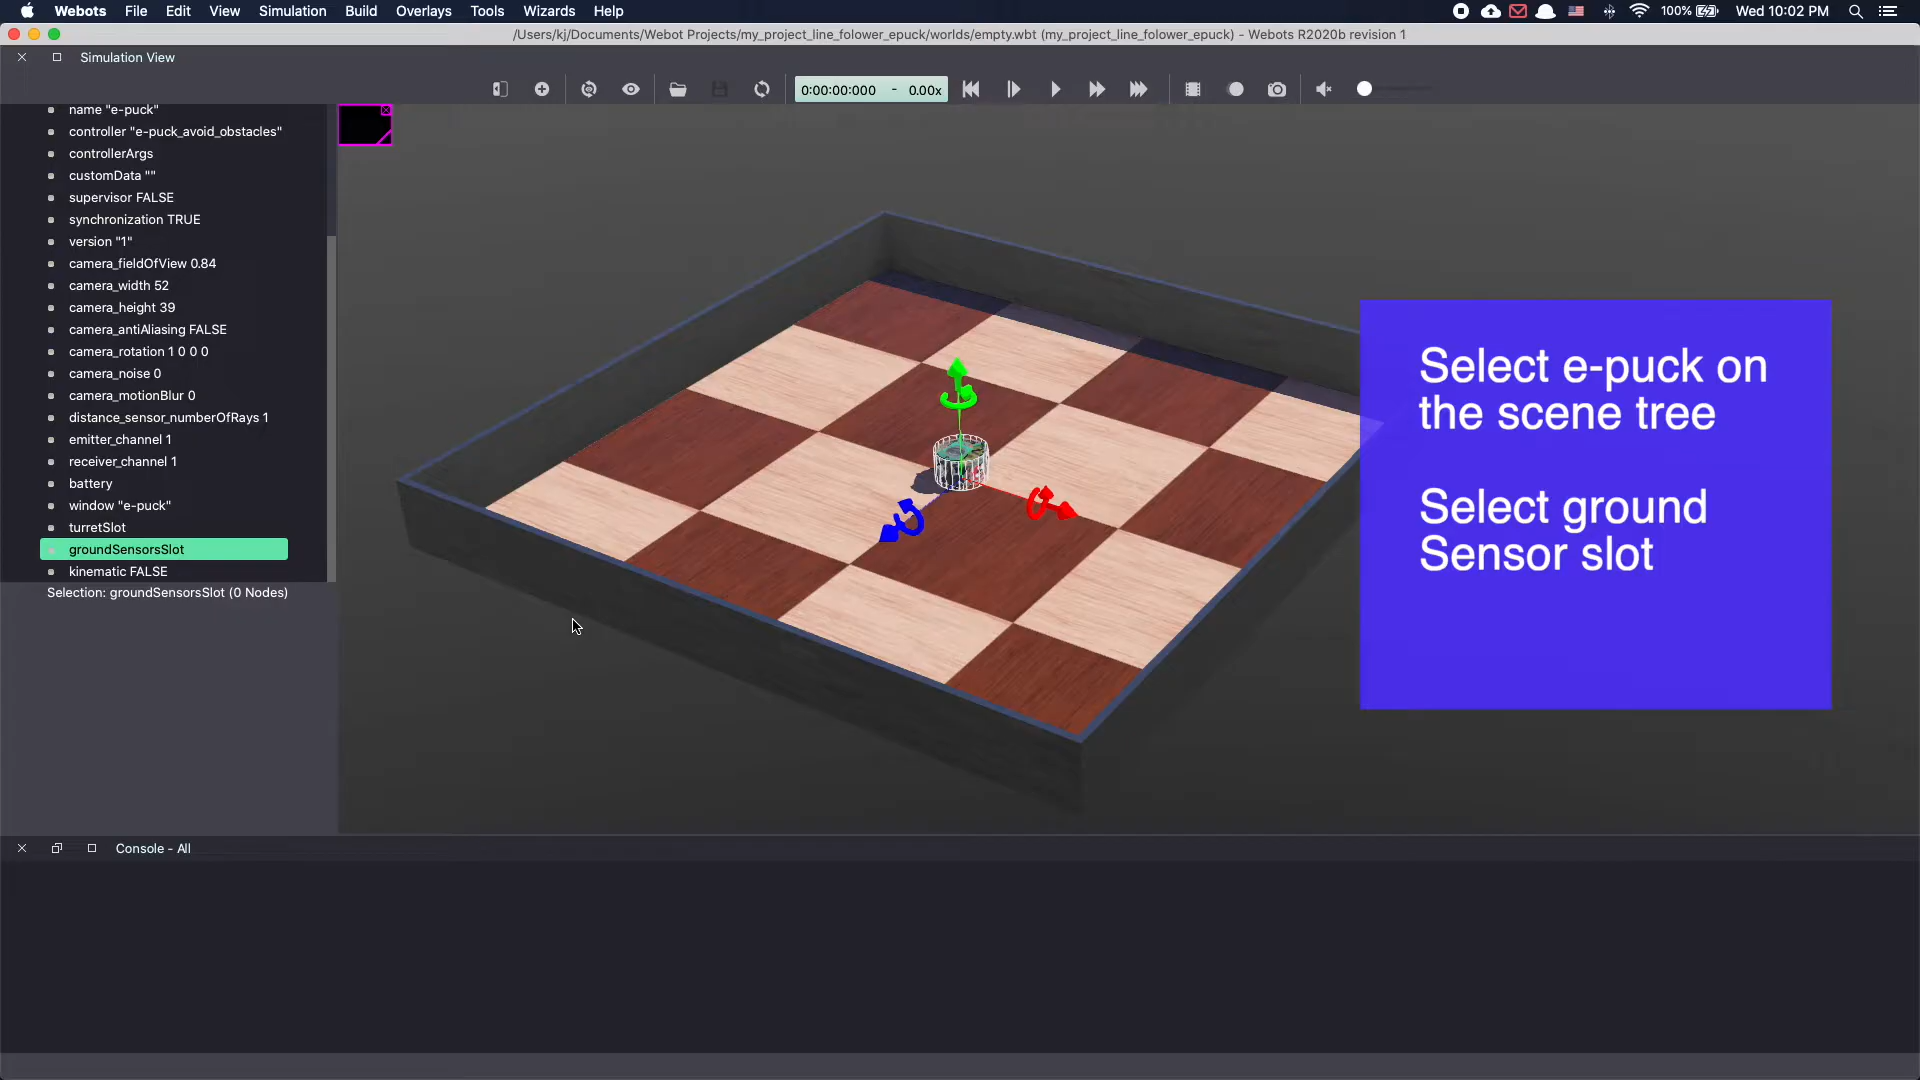 Webots File Edit View Simulation Build Overlays Tools Wizards Help 100% Wed 10:02 PM
/Users/kj/Documents/Webot Projects/my_project_line_folower_epuck/worlds/empty.wbt (my_project_line_folower_epuck) - Webots R2020b revision 1
Simulation View
0:00:00:000 - 0.00x
name "e-puck"
controller "e-puck_avoid_obstacles"
controllerArgs
customData ""
supervisor FALSE
synchronization TRUE
version "1"
camera_fieldOfView 0.84
camera_width 52
camera_height 39
camera_antiAliasing FALSE
camera_rotation 1 0 0 0
camera_noise 0
camera_motionBlur 0
distance_sensor_numberOfRays 1
emitter_channel 1
receiver_channel 1
battery
window "e-puck"
turretSlot
groundSensorsSlot
kinematic FALSE
Selection: groundSensorsSlot (0 Nodes)
Select e-puck on
the scene tree
Select ground
Sensor slot
Console - All